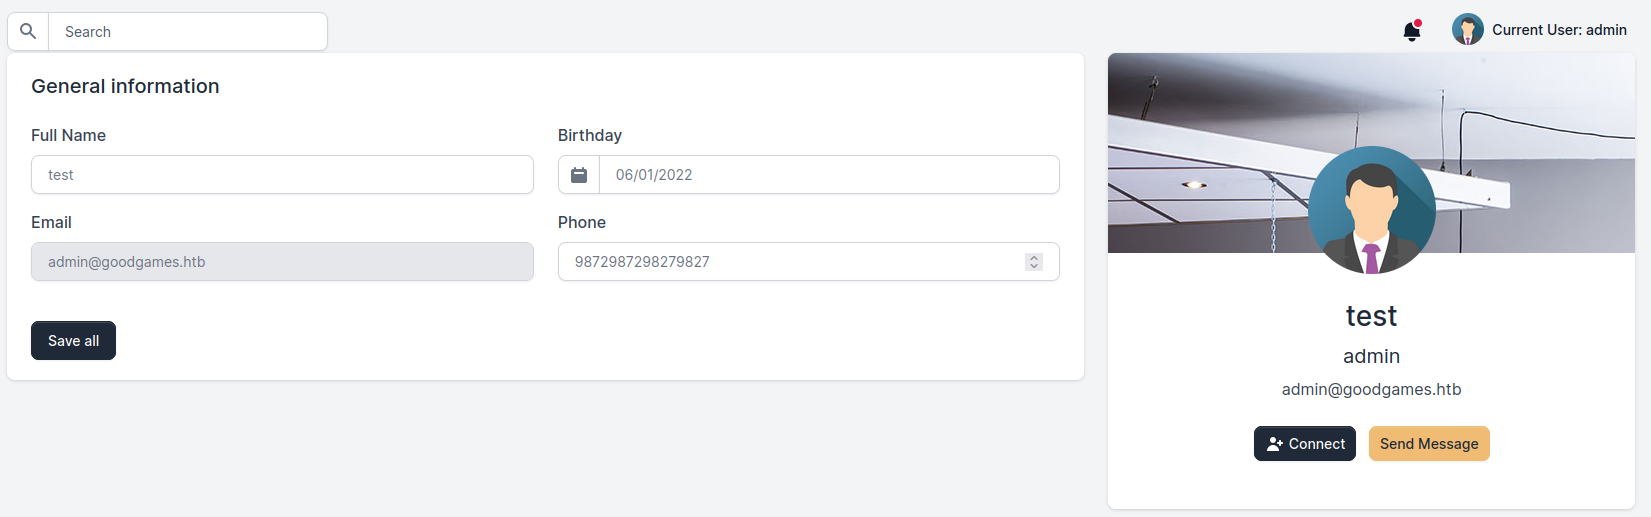 Search
Current User: admin
General information
Full Name
Birthday
test
06/01/2022
Email
Phone
admin@goodgames.htb
9872987298279827
Save all
test
admin
admin@goodgames.htb
Connect
Send Message